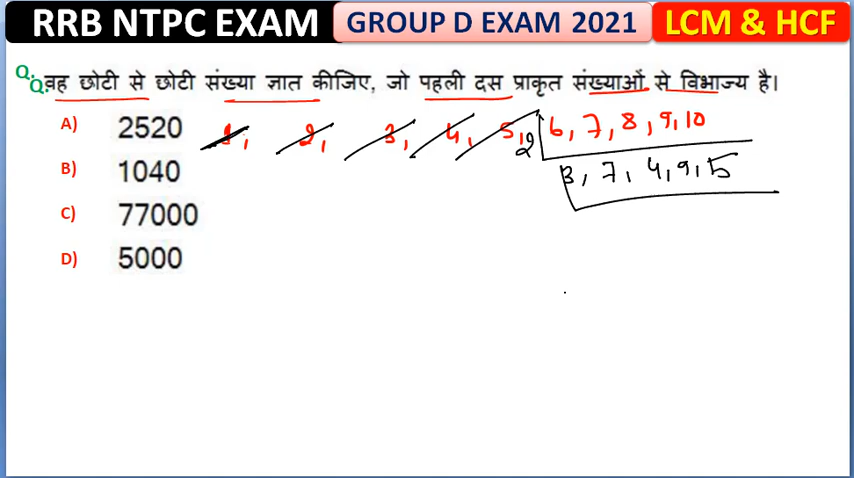 RRB NTPC EXAM GROUP D EXAM 2021 LCM & HCF
Q. Q. वह छोटी से छोटी संख्या ज्ञात कीजिए, जो पहली दस प्राकृत संख्याओं से विभाज्य है।
A) 2520 1, 2, 3, 4, 5, 2 6, 7, 8, 9, 10
B) 1040 3, 7, 4, 9, 5
C) 77000
D) 5000